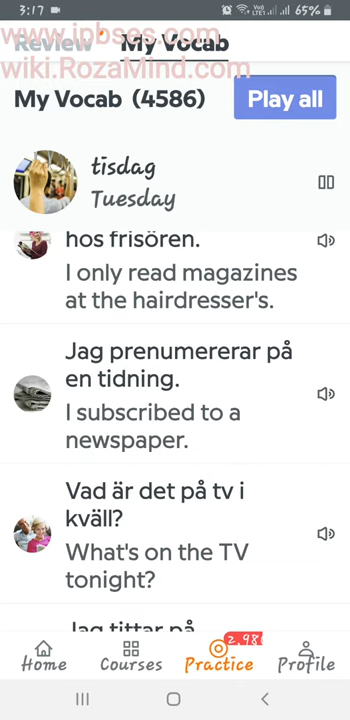 3:17
Vo)) LTE1
65%
www.ipbses.com
Review My Vocab
wiki.RozaMind.com
My Vocab (4586)
Play all
tisdag
Tuesday
hos frisören.
I only read magazines
at the hairdresser's.
Jag prenumererar på
en tidning.
I subscribed to a
newspaper.
Vad är det på tv i
kväll?
What's on the TV
tonight?
Jag tittar på
2,98
Home Courses Practice Profile